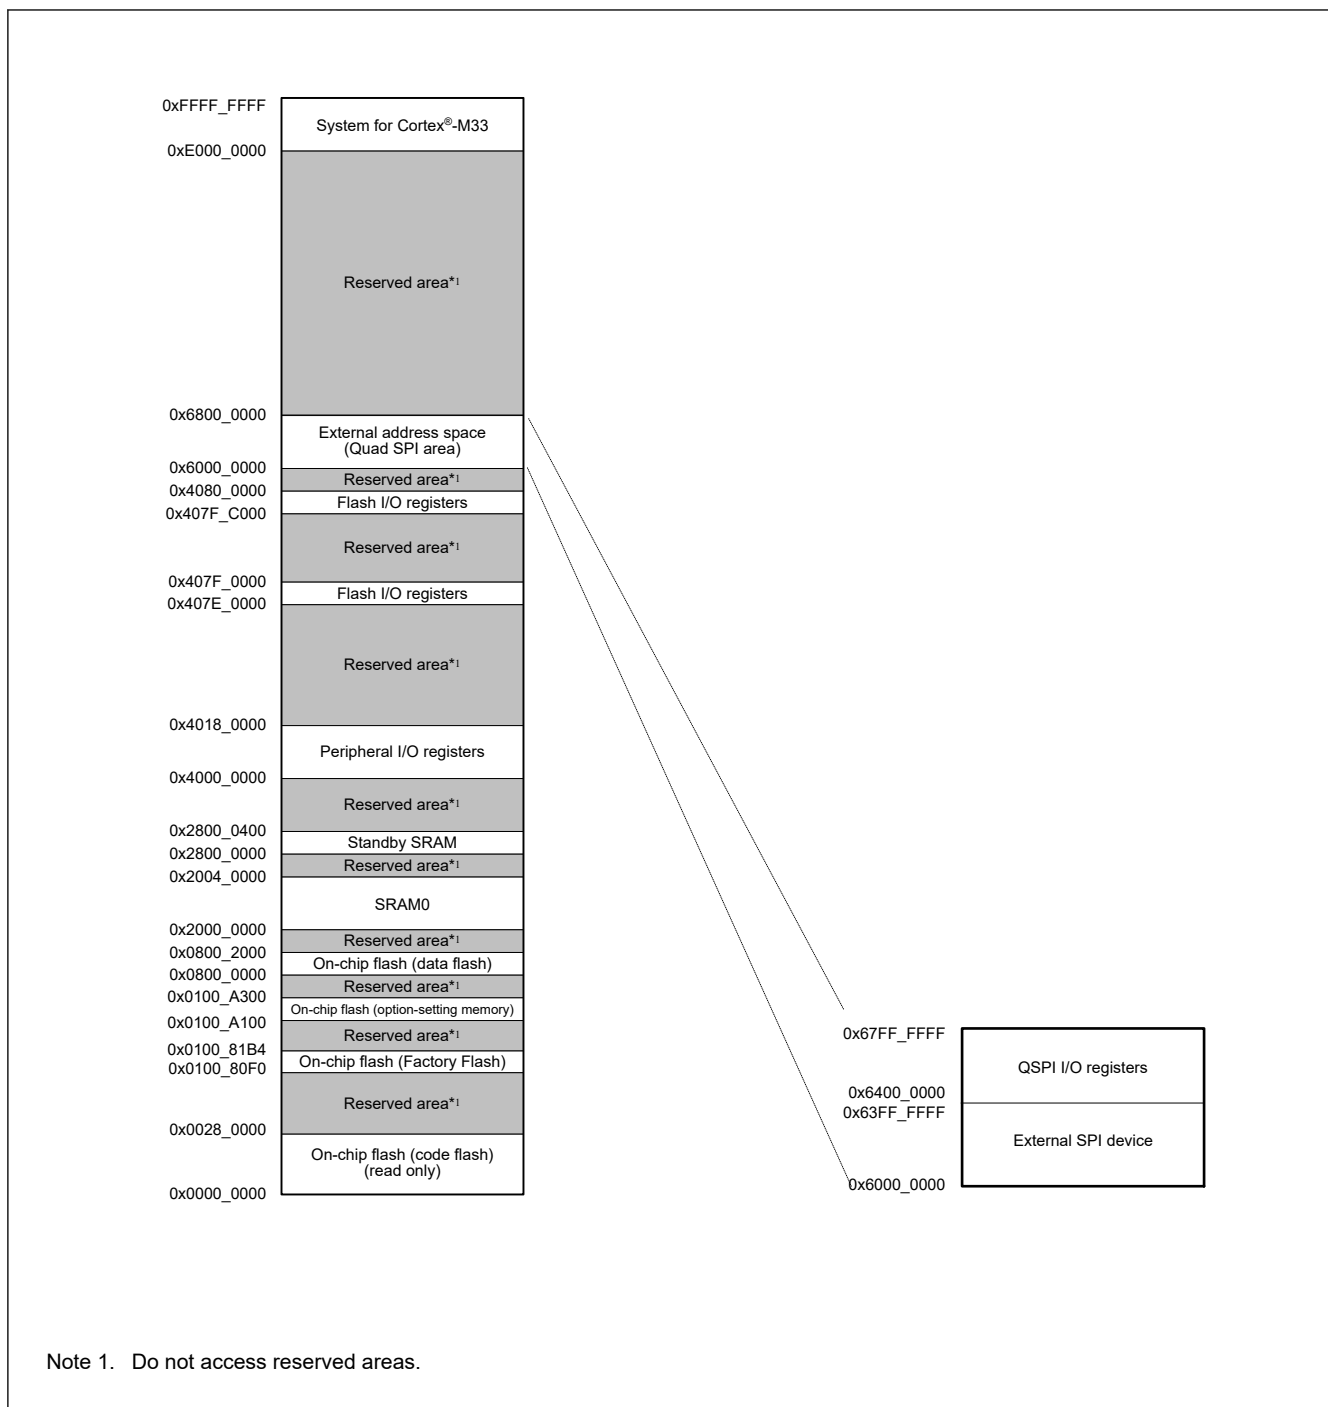 0xFFFF_FFFF
System for Cortex®-M33
0xE000_0000
Reserved area*1
0x6800_0000
External address space
(Quad SPI area)
0x6000_0000
Reserved area*1
0x4080_0000
Flash I/O registers
0x407F_C000
Reserved area*1
0x407F_0000
Flash I/O registers
0x407E_0000
Reserved area*1
0x4018_0000
Peripheral I/O registers
0x4000_0000
Reserved area*1
0x2800_0400
Standby SRAM
0x2800_0000
Reserved area*1
0x2004_0000
SRAM0
0x2000_0000
Reserved area*1
0x0800_2000
On-chip flash (data flash)
0x0800_0000
Reserved area*1
0x0100_A300
On-chip flash (option-setting memory)
0x0100_A100
Reserved area*1
0x0100_81B4
On-chip flash (Factory Flash)
0x0100_80F0
Reserved area*1
0x0028_0000
On-chip flash (code flash)
(read only)
0x0000_0000
0x67FF_FFFF
QSPI I/O registers
0x6400_0000
0x63FF_FFFF
External SPI device
0x6000_0000
Note 1. Do not access reserved areas.